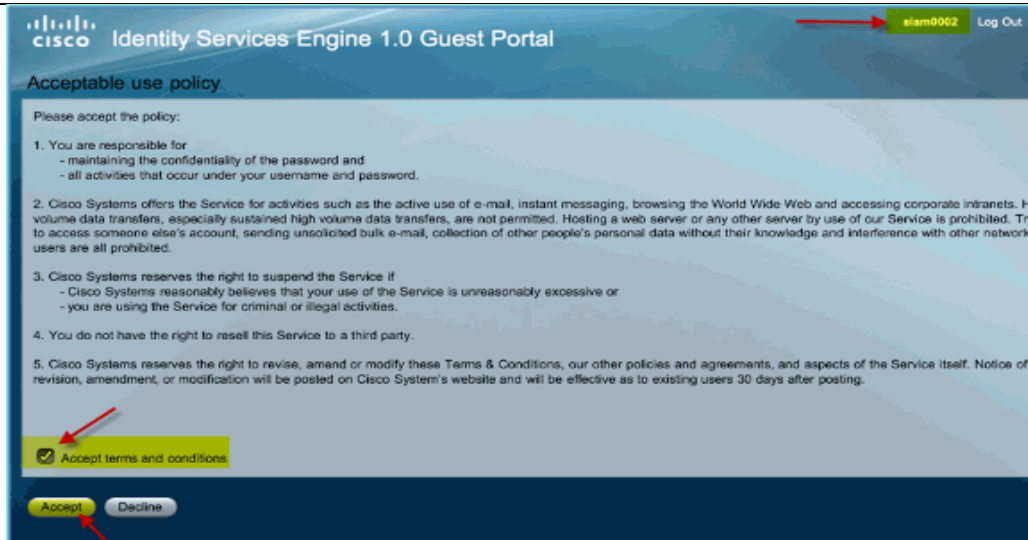 slam0002 Log Out
CISCO Identity Services Engine 1.0 Guest Portal
Acceptable use policy
Please accept the policy:
1. You are responsible for
- maintaining the confidentiality of the password and
- all activities that occur under your username and password.
2. Cisco Systems offers the Service for activities such as the active use of e-mail, instant messaging, browsing the World Wide Web and accessing corporate intranets. H
volume data transfers, especially sustained high volume data transfers, are not permitted. Hosting a web server or any other server by use of our Service is prohibited. Tr
to access someone else's account, sending unsolicited bulk e-mail, collection of other people's personal data without their knowledge and interference with other network
users are all prohibited.
3. Cisco Systems reserves the right to suspend the Service if
- Cisco Systems reasonably believes that your use of the Service is unreasonably excessive or
- you are using the Service for criminal or illegal activities.
4. You do not have the right to resell this Service to a third party.
5. Cisco Systems reserves the right to revise, amend or modify these Terms & Conditions, our other policies and agreements, and aspects of the Service itself. Notice of
revision, amendment, or modification will be posted on Cisco System's website and will be effective as to existing users 30 days after posting.
Accept terms and conditions
Accept Decline